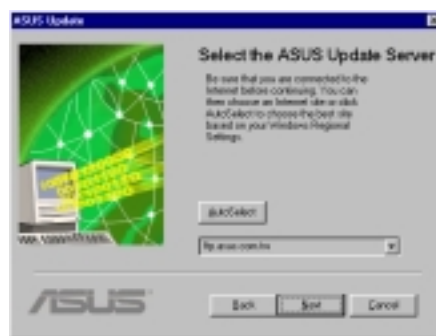 ASUS Update
Select the ASUS Update Server
Be sure that you are connected to the
Internet before continuing. You can
then choose an Internet site or click
AutoSelect to choose the best site
based on your Windows Regional
Settings.
AutoSelect
ftp.asus.com.tw
ASUS
Back
Next
Cancel